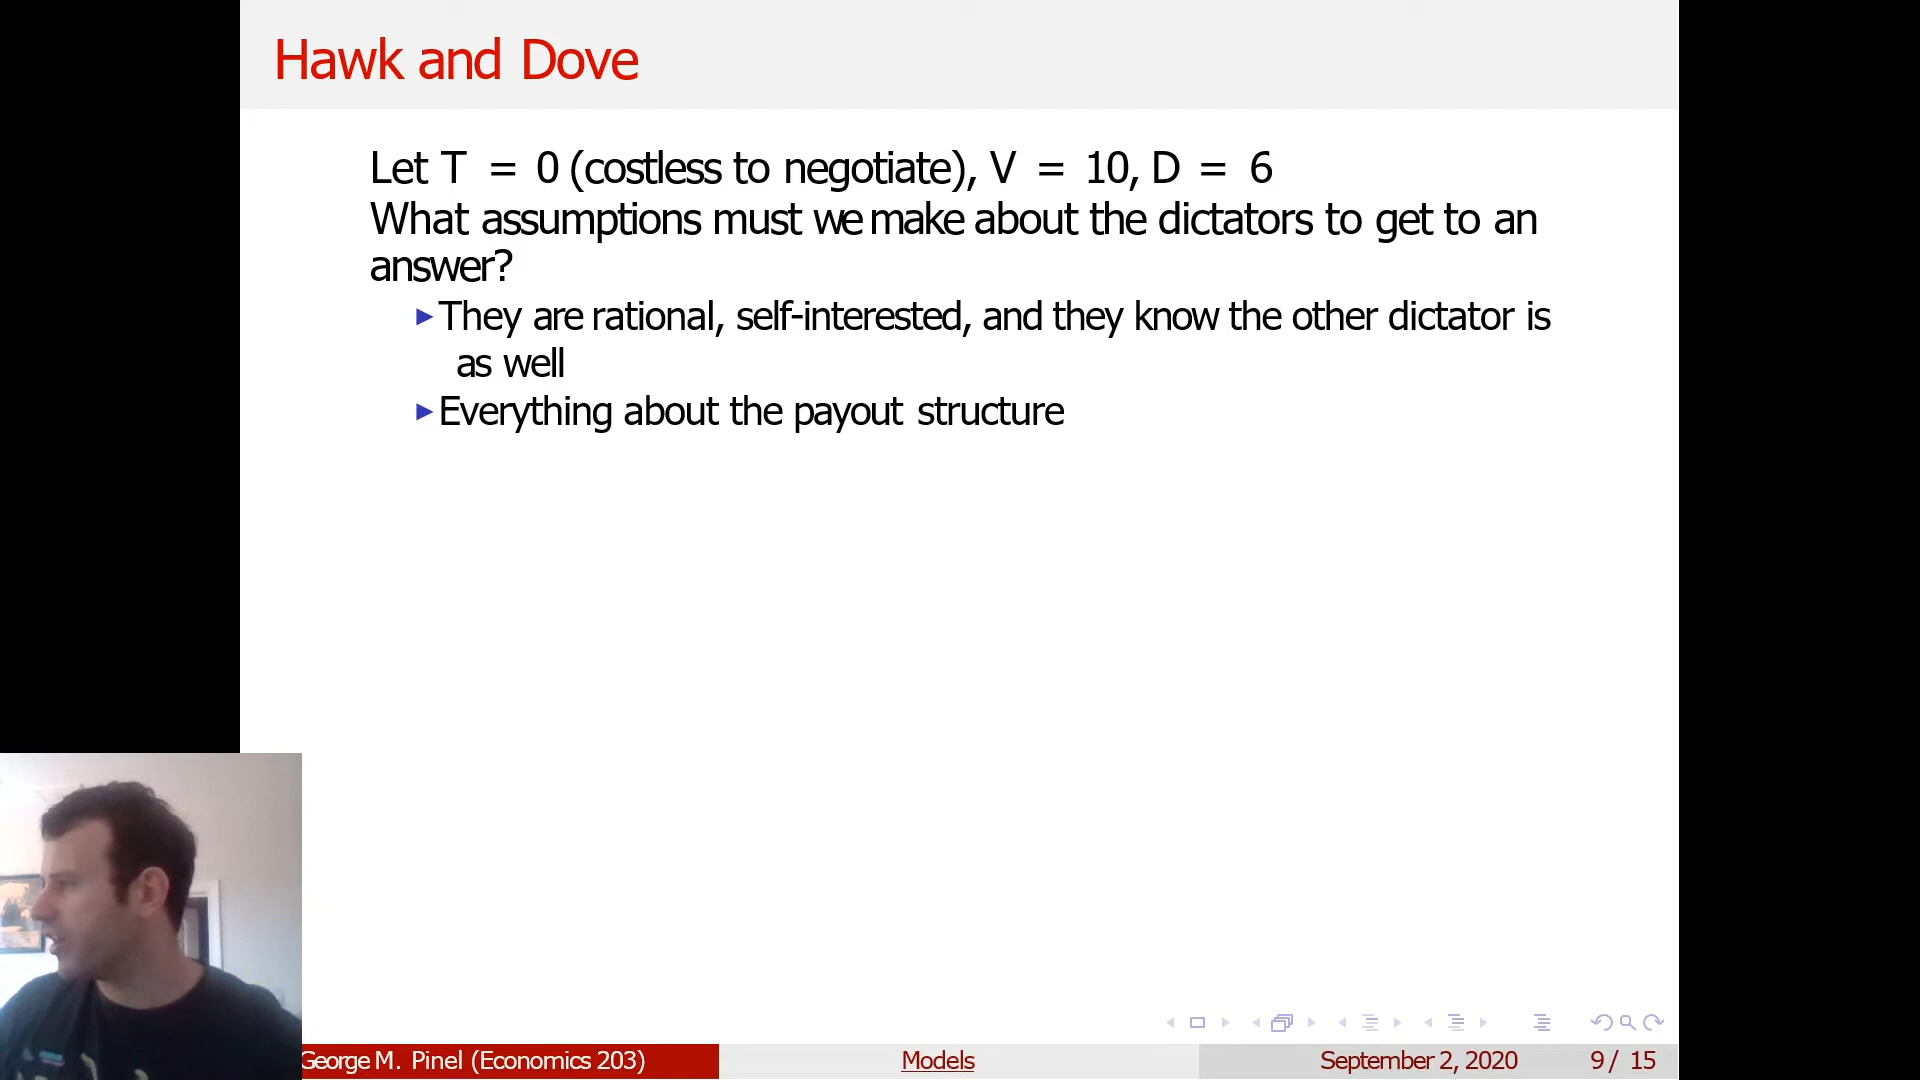 Hawk and Dove
Let T = 0 (costless to negotiate), V = 10, D = 6
What assumptions must we make about the dictators to get to an
answer?
▶They are rational, self-interested, and they know the other dictator is
as well
▶Everything about the payout structure
George M. Pinel (Economics 203)
Models
September 2, 2020
9 / 15